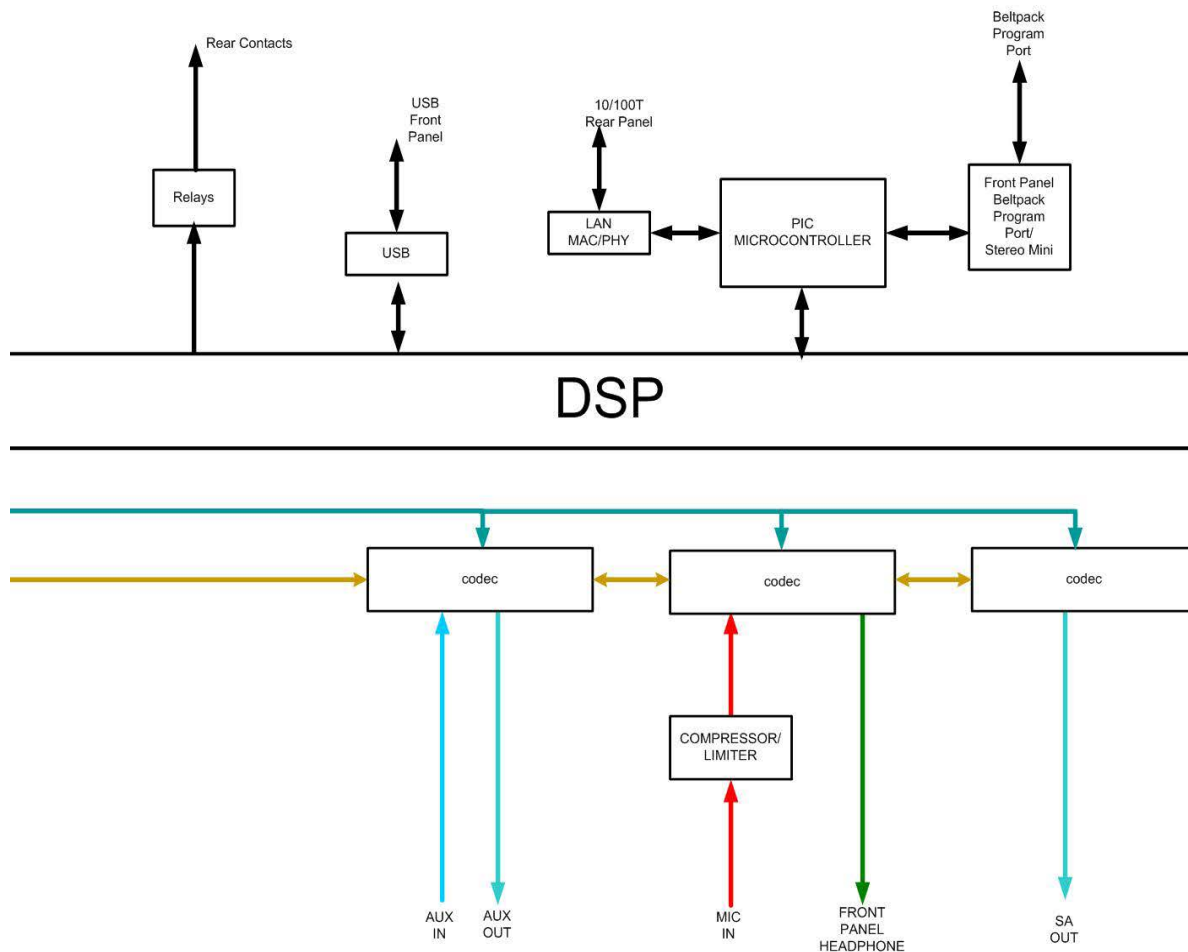 Rear Contacts
USB
Front
Panel
10/100T
Rear Panel
Beltpack
Program
Port
Relays
USB
LAN
MAC/PHY
PIC
MICROCONTROLLER
Front Panel
Beltpack
Program
Port/
Stereo Mini
DSP
codec
codec
codec
COMPRESSOR/
LIMITER
AUX
IN
AUX
OUT
MIC
IN
FRONT
PANEL
HEADPHONE
SA
OUT